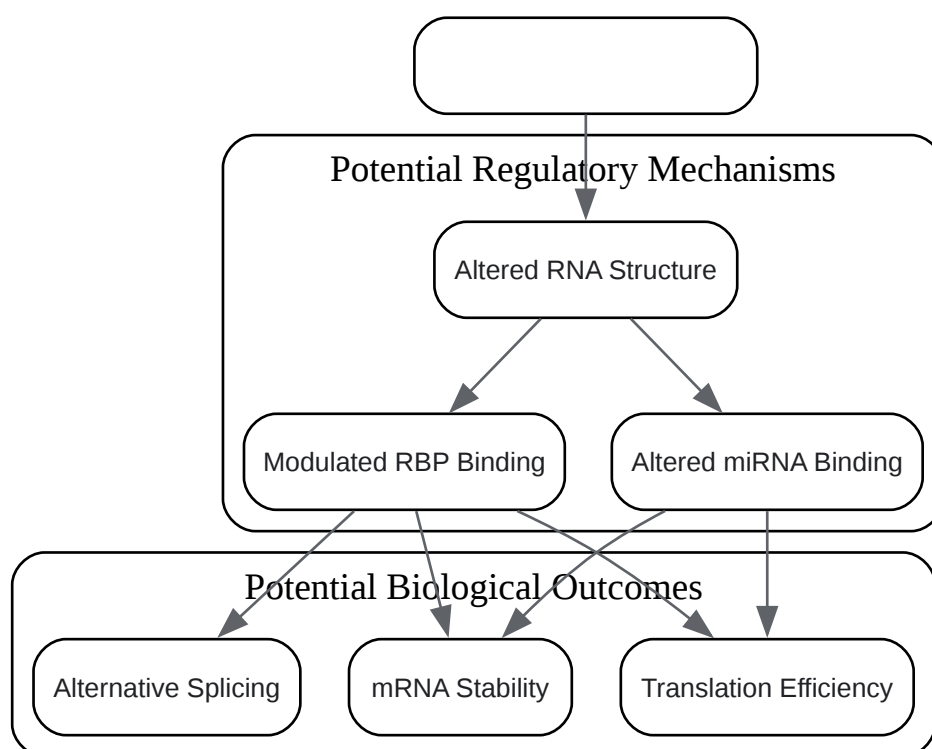 Potential Regulatory Mechanisms
Altered RNA Structure
Modulated RBP Binding
Altered miRNA Binding
Potential Biological Outcomes
Alternative Splicing
mRNA Stability
Translation Efficiency